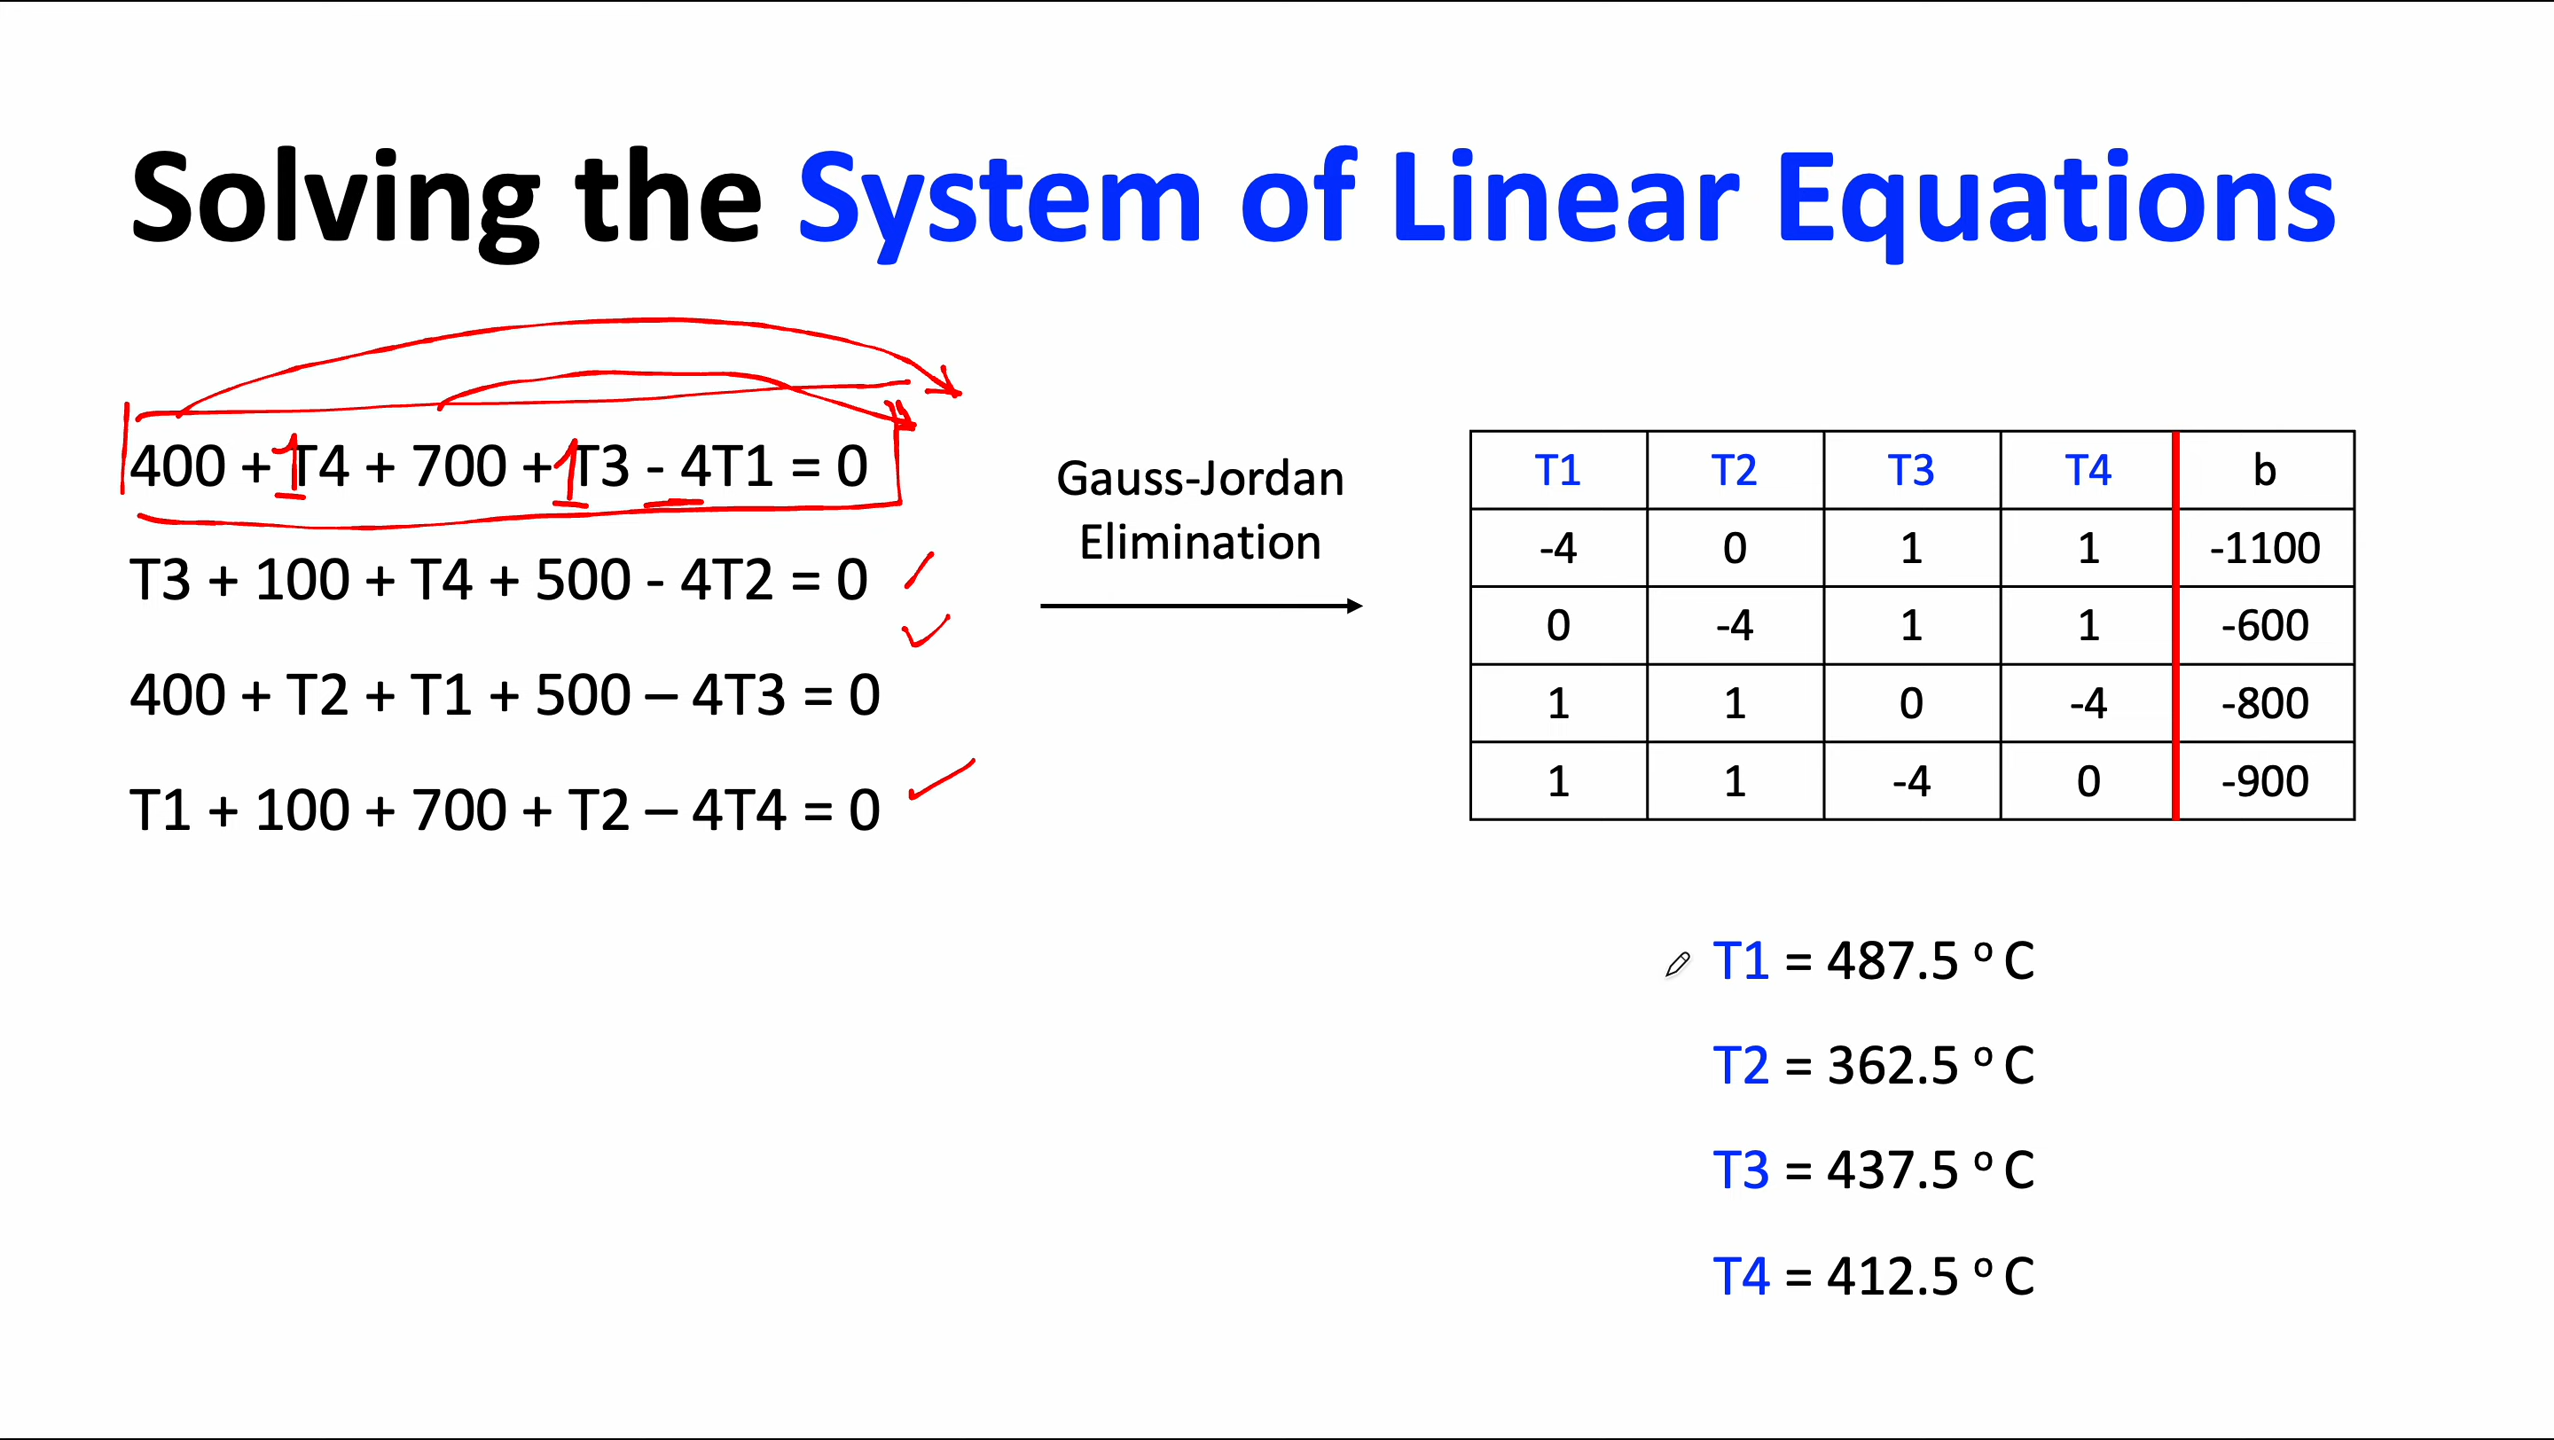 Solving the System of Linear Equations
400 + 1T4 + 700 + 1T3 - 4T1 = 0
T3 + 100 + T4 + 500 - 4T2 = 0
400 + T2 + T1 + 500 – 4T3 = 0
T1 + 100 + 700 + T2 – 4T4 = 0
Gauss-Jordan
Elimination
T1 T2 T3 T4 b
-4 0 1 1 -1100
0 -4 1 1 -600
1 1 0 -4 -800
1 1 -4 0 -900
T1 = 487.5 º C
T2 = 362.5 º C
T3 = 437.5 º C
T4 = 412.5 º C